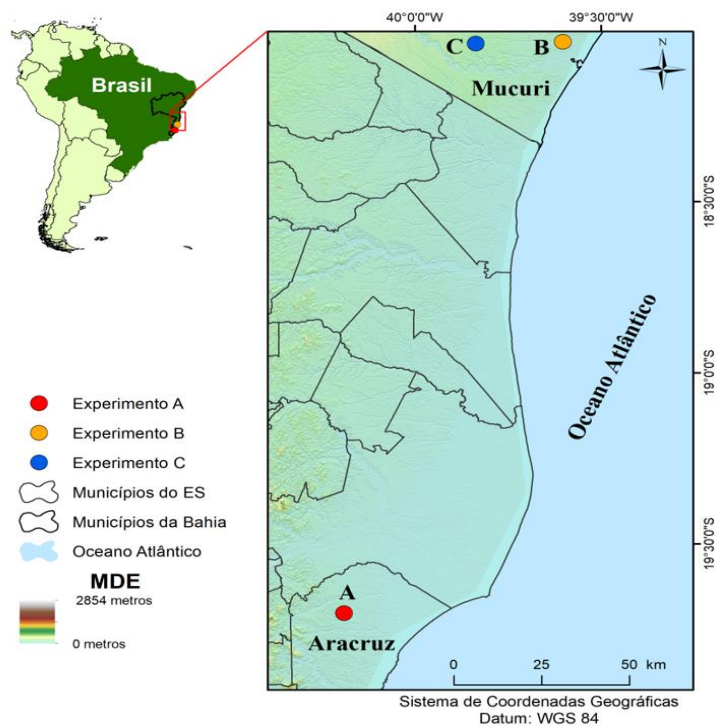 Brasil
40°0'0"W
39°30'0"W
C
B
N
Mucuri
18°30'0"S
Oceano Atlântico
19°0'0"S
Experimento A
Experimento B
Experimento C
Municípios do ES
Municípios da Bahia
Oceano Atlântico
19°30'0"S
MDE
2854 metros
0 metros
A
Aracruz
0 25 50 km
Sistema de Coordenadas Geográficas
Datum: WGS 84